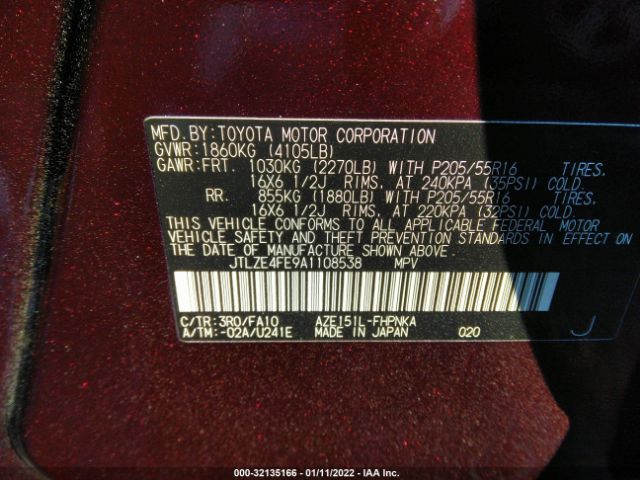 MFD. BY: TOYOTA MOTOR CORPORATION
GVWR: 1860KG (4105LB)
GAWR: FRT. 1030KG (2270LB) WITH P205/55R16 TIRES.
16X6 1/2J RIMS. AT 240KPA (35PSI) COLD.
RR. 855KG (1880LB) WITH P205/55R16 TIRES.
16X6 1/2J RIMS. AT 220KPA (32PSI) COLD.
THIS VEHICLE CONFORMS TO ALL APPLICABLE FEDERAL MOTOR
VEHICLE SAFETY AND THEFT PREVENTION STANDARDS IN EFFECT ON
THE DATE OF MANUFACTURE SHOWN ABOVE.
JTLZE4FE9A1108538 MPV
C/TR: 3R0/FA10 AZE151L-FHPNKA
A/TM: -02A/U241E MADE IN JAPAN 020
J
000-32135166 - 01/11/2022 - IAA Inc.